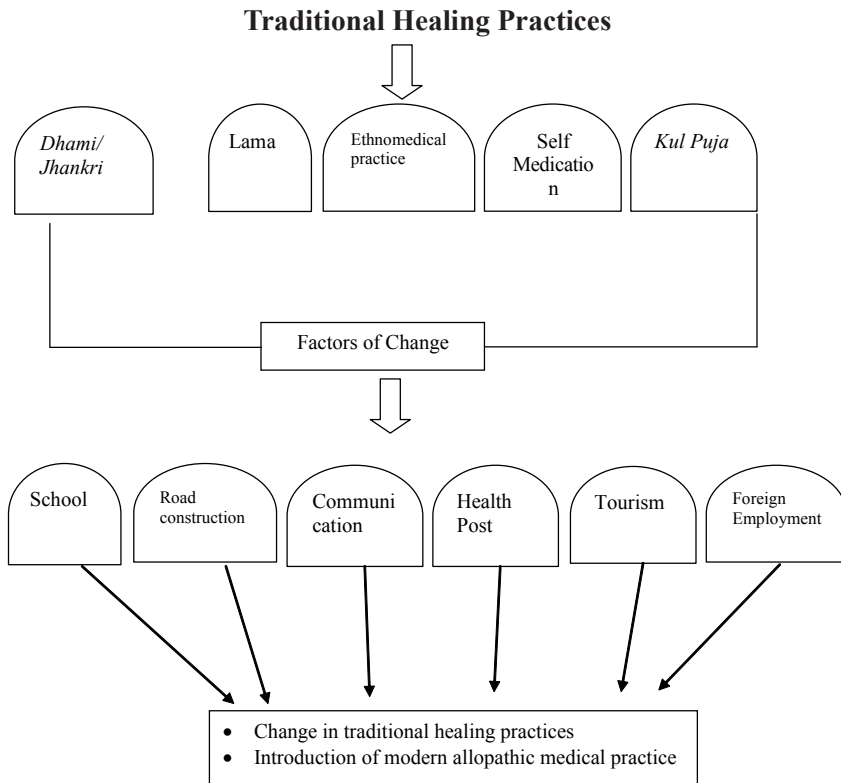 Traditional Healing Practices
Dhami/
Jhankri
Lama
Ethnomedical
practice
Self
Medicatio
n
Kul Puja
Factors of Change
School
Road
construction
Communi
cation
Health
Post
Tourism
Foreign
Employment
• Change in traditional healing practices
• Introduction of modern allopathic medical practice